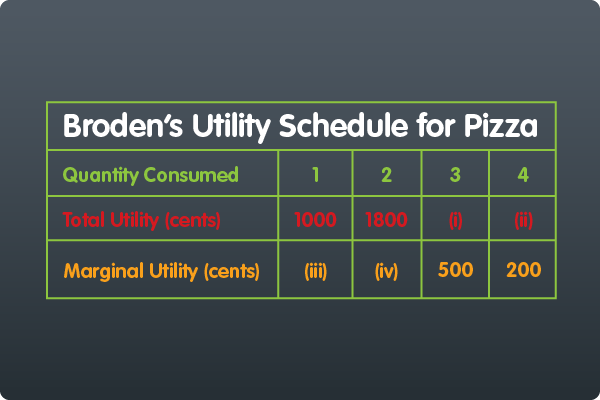 Broden's Utility Schedule for Pizza
Quantity Consumed 1 2 3 4
Total Utility (cents) 1000 1800 (i) (ii)
Marginal Utility (cents) (iii) (iv) 500 200